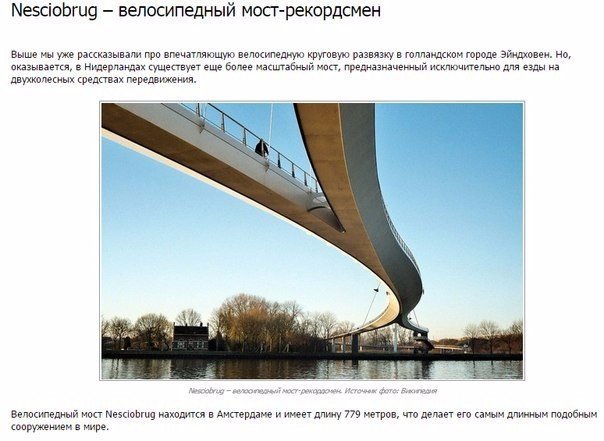 Nesciobrug – велосипедный мост-рекордсмен
Выше мы уже рассказывали про впечатляющую велосипедную круговую развязку в голландском городе Эйндховен. Но,
оказывается, в Нидерландах существует еще более масштабный мост, предназначенный исключительно для езды на
двухколесных средствах передвижения.
Nesciobrug – велосипедный мост-рекордсмен. Источник фото: Википедия
Велосипедный мост Nesciobrug находится в Амстердаме и имеет длину 779 метров, что делает его самым длинным подобным
сооружением в мире.